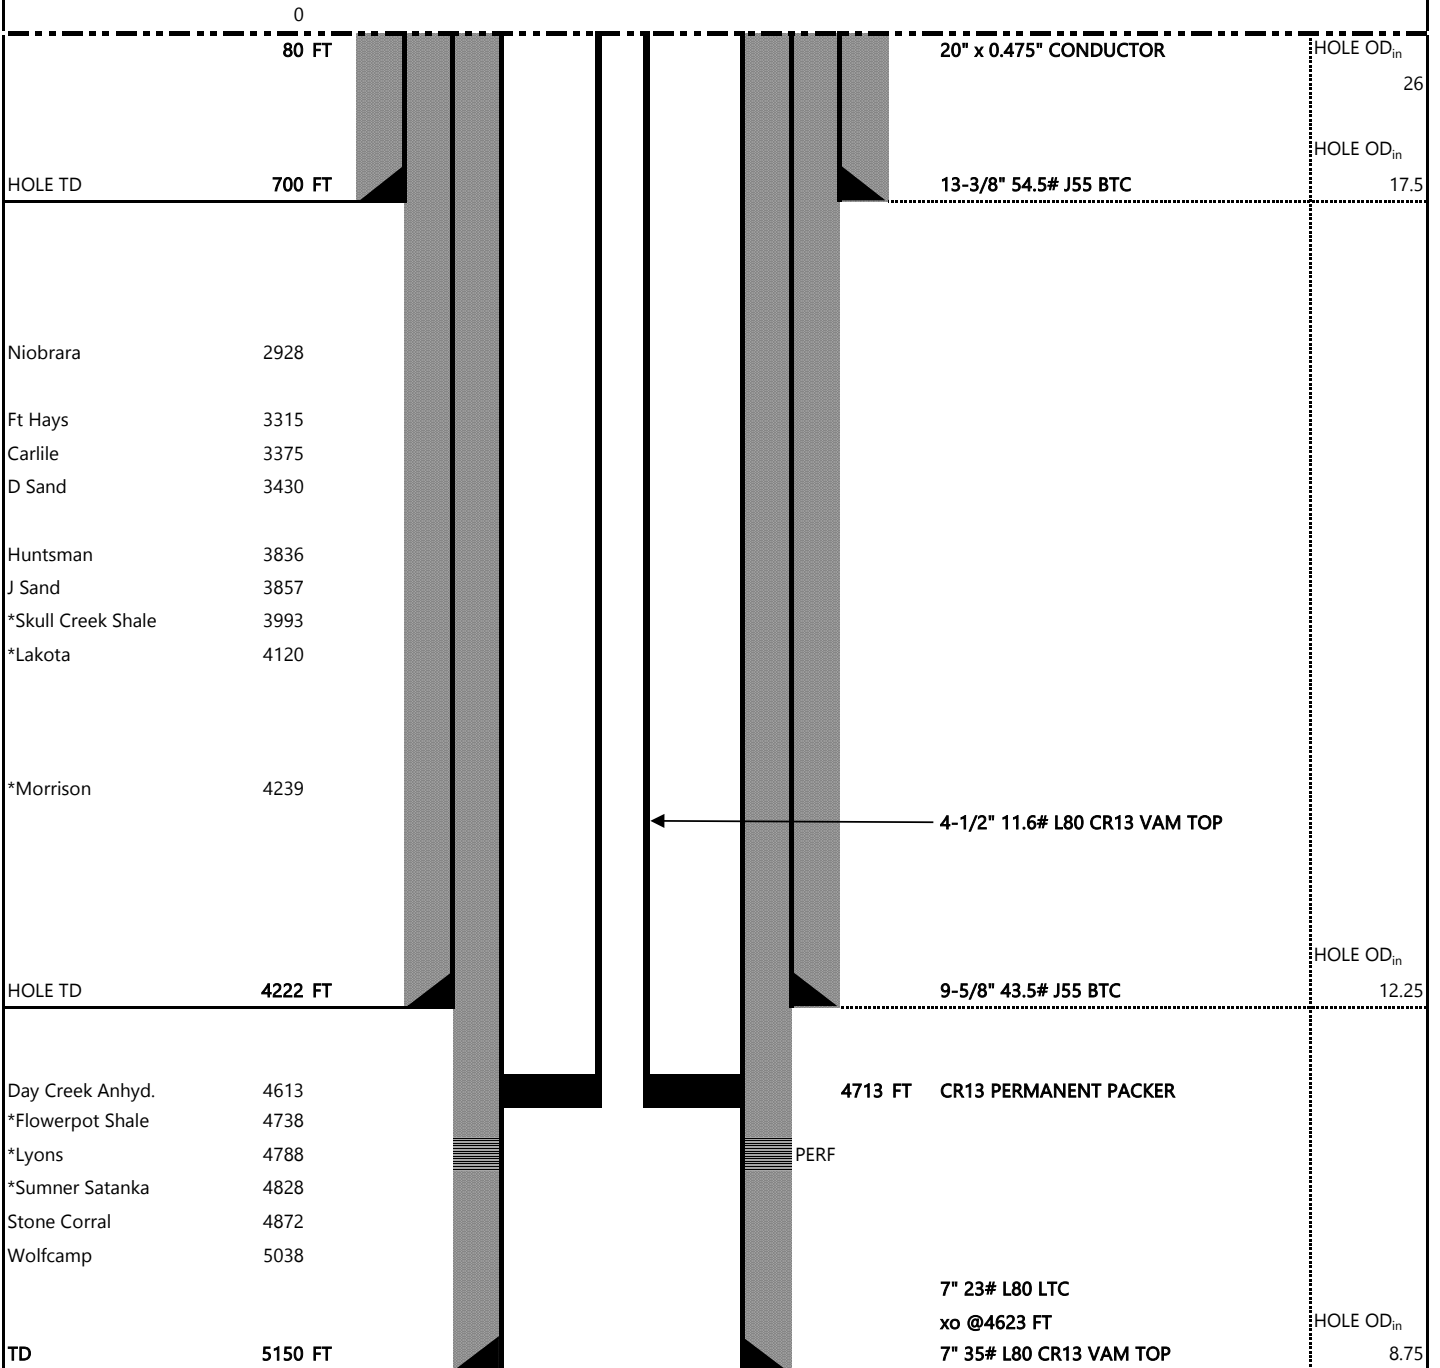 0
80 FT 20" x 0.475" CONDUCTOR HOLE ODin
26
HOLE ODin
HOLE TD 700 FT 13-3/8" 54.5# J55 BTC 17.5
Niobrara 2928
Ft Hays 3315
Carlile 3375
D Sand 3430
Huntsman 3836
J Sand 3857
*Skull Creek Shale 3993
*Lakota 4120
*Morrison 4239
4-1/2" 11.6# L80 CR13 VAM TOP
HOLE ODin
HOLE TD 4222 FT 9-5/8" 43.5# J55 BTC 12.25
Day Creek Anhyd. 4613 4713 FT CR13 PERMANENT PACKER
*Flowerpot Shale 4738
*Lyons 4788 PERF
*Sumner Satanka 4828
Stone Corral 4872
Wolfcamp 5038
7" 23# L80 LTC
xo @4623 FT HOLE ODin
TD 5150 FT 7" 35# L80 CR13 VAM TOP 8.75